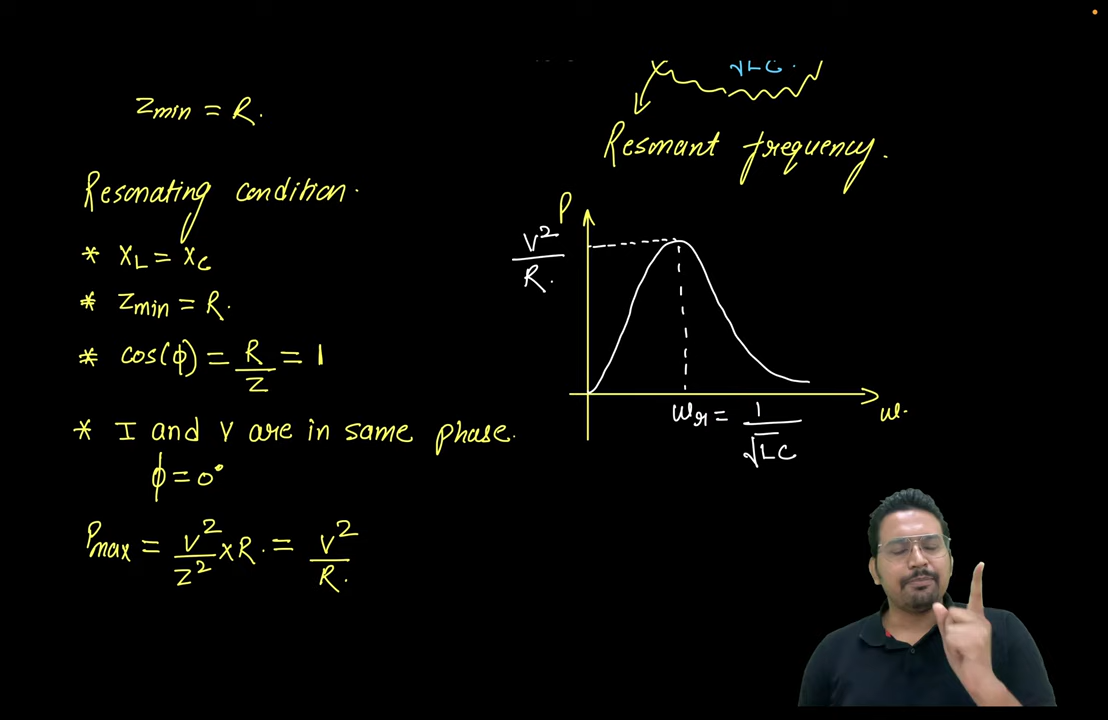 √LC.
Zmin = R.
Resonant frequency.
Resonating condition.
* XL = XC
* Zmin = R.
* cos(ϕ) = R/Z = 1
* I and V are in same phase.
ϕ = 0°
Pmax = V²/Z² x R. = V²/R.
P
V²/R.
ωr = 1/√LC
ω.